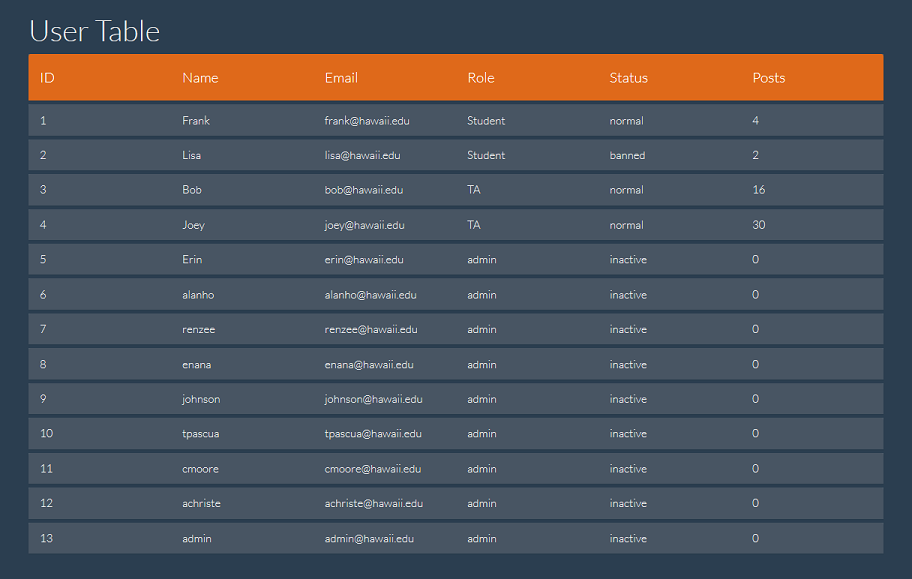 User Table
ID Name Email Role Status Posts
1 Frank frank@hawaii.edu Student normal 4
2 Lisa lisa@hawaii.edu Student banned 2
3 Bob bob@hawaii.edu TA normal 16
4 Joey joey@hawaii.edu TA normal 30
5 Erin erin@hawaii.edu admin inactive 0
6 alanho alanho@hawaii.edu admin inactive 0
7 renzee renzee@hawaii.edu admin inactive 0
8 enana enana@hawaii.edu admin inactive 0
9 johnson johnson@hawaii.edu admin inactive 0
10 tpascua tpascua@hawaii.edu admin inactive 0
11 cmoore cmoore@hawaii.edu admin inactive 0
12 achriste achriste@hawaii.edu admin inactive 0
13 admin admin@hawaii.edu admin inactive 0